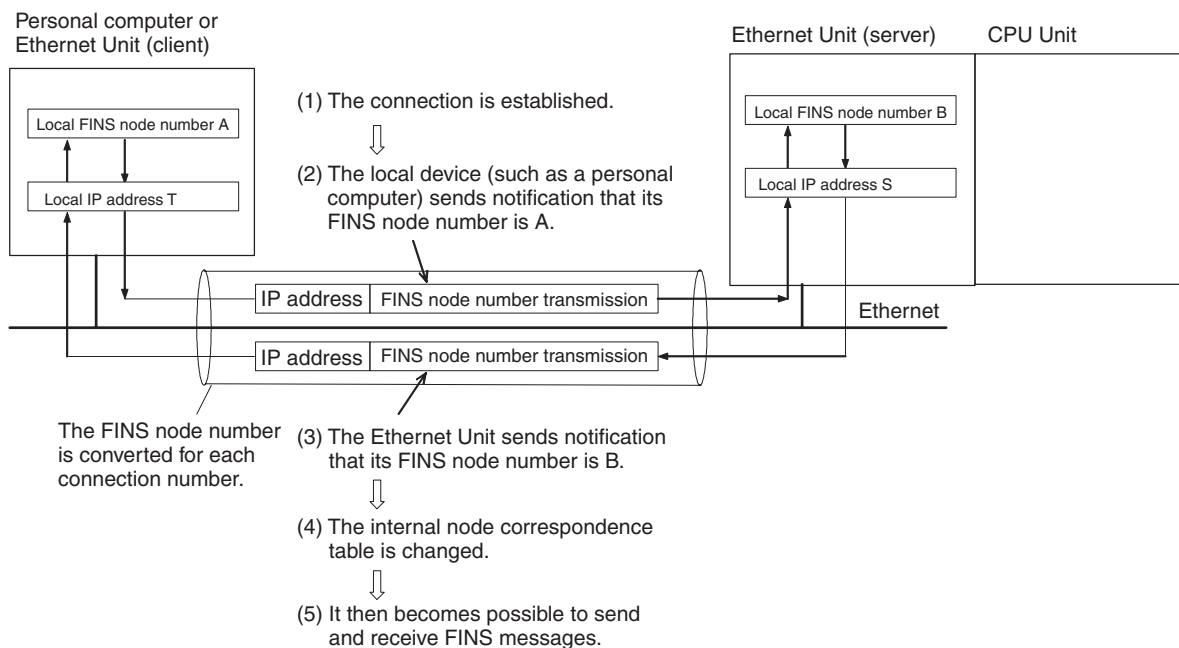 Personal computer or
Ethernet Unit (client)
Ethernet Unit (server)
CPU Unit
Local FINS node number A
Local IP address T
(1) The connection is established.
(2) The local device (such as a personal
computer) sends notification that its
FINS node number is A.
Local FINS node number B
Local IP address S
IP address
FINS node number transmission
Ethernet
IP address
FINS node number transmission
The FINS node number
is converted for each
connection number.
(3) The Ethernet Unit sends notification
that its FINS node number is B.
(4) The internal node correspondence
table is changed.
(5) It then becomes possible to send
and receive FINS messages.